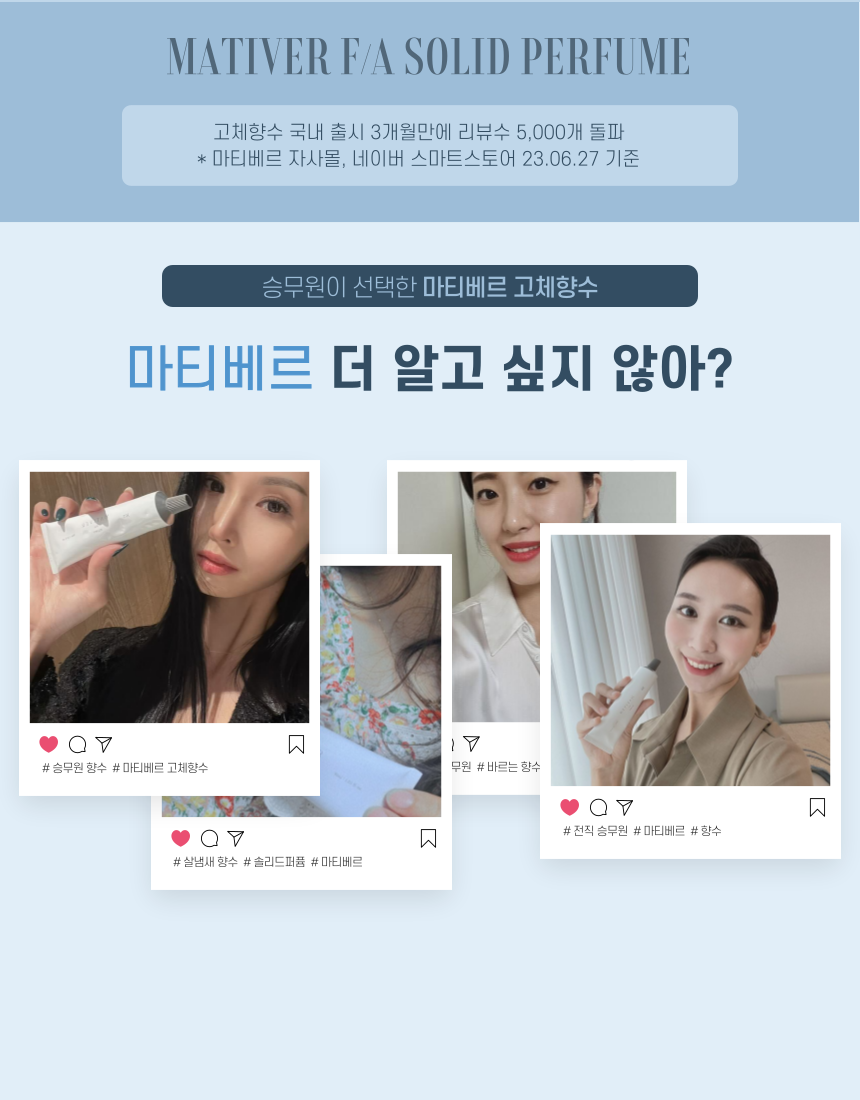 MATIVER F/A SOLID PERFUME
고체향수 국내 출시 3개월만에 리뷰수 5,000개 돌파
* 마티베르 자사몰, 네이버 스마트스토어 23.06.27 기준
승무원이 선택한 마티베르 고체향수
마티베르 더 알고 싶지 않아?
# 승무원 향수 # 마티베르 고체향수
무원 # 바르는 향수
# 전직 승무원 # 마티베르 # 향수
# 살냄새 향수 # 솔리드퍼퓸 # 마티베르